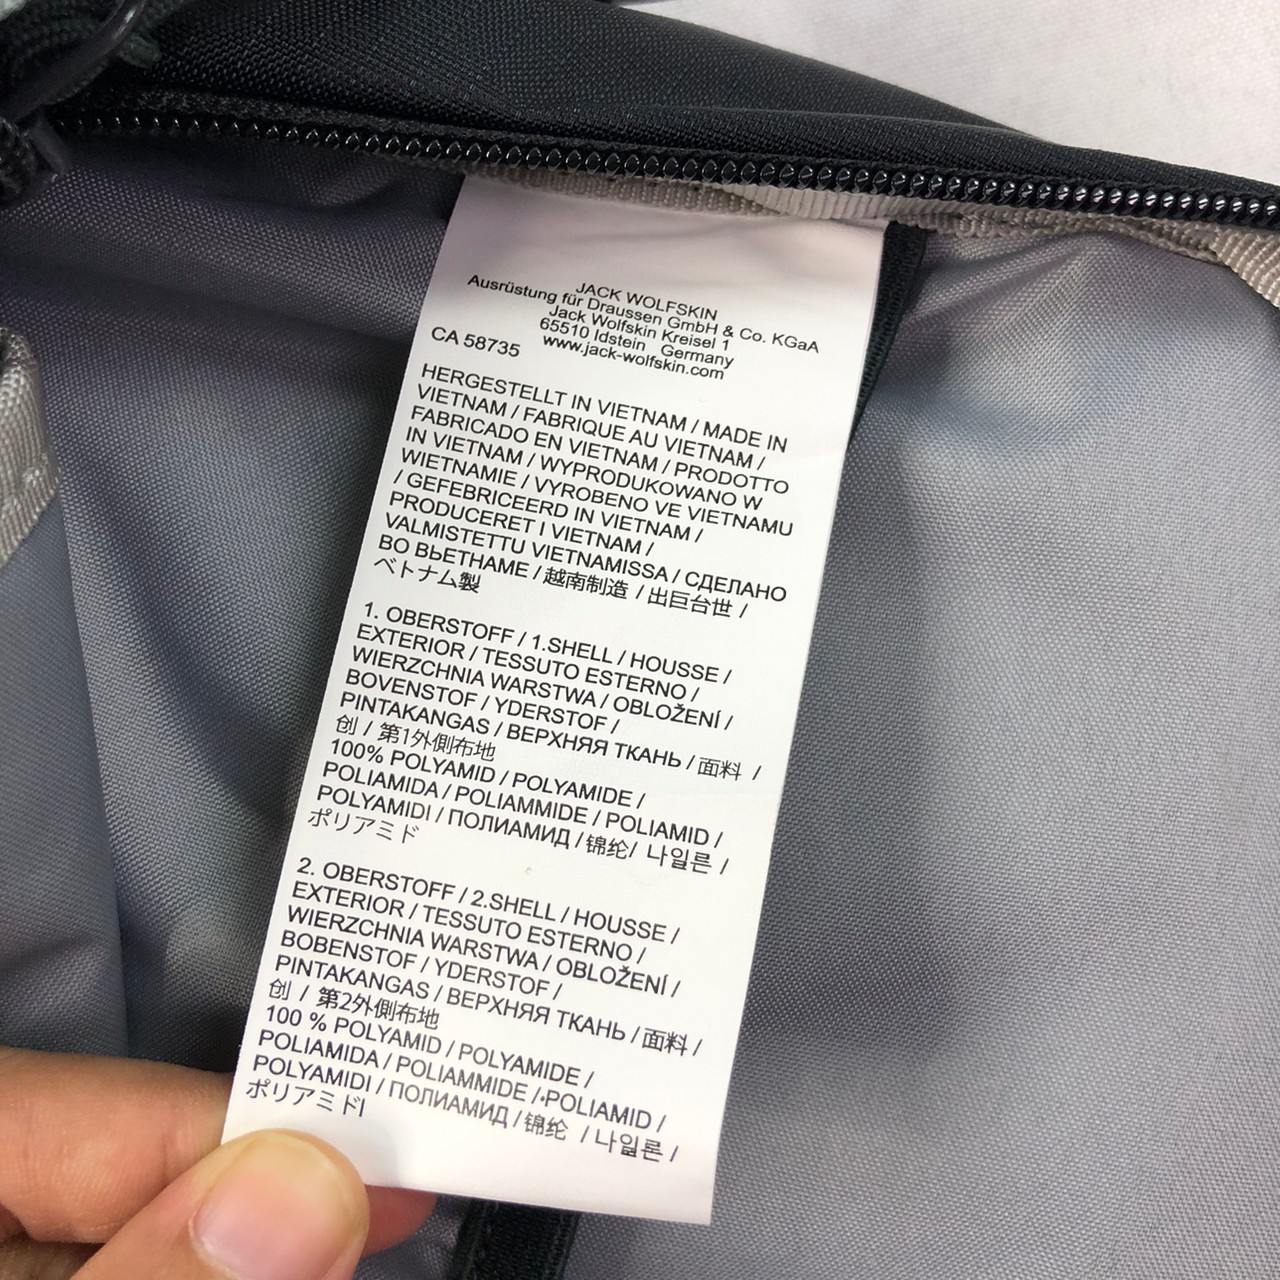 JACK WOLFSKIN
Ausrüstung für Draussen GmbH & Co. KGaA
Jack Wolfskin Kreisel 1
65510 Idstein Germany
www.jack-wolfskin.com
CA 58735
HERGESTELLT IN VIETNAM / MADE IN
VIETNAM / FABRIQUE AU VIETNAM /
FABRICADO EN VIETNAM / PRODOTTO
IN VIETNAM / WYPRODUKOWANO W
WIETNAMIE / VYROBENO VE VIETNAMU
/ GEFEBRICEERD IN VIETNAM /
PRODUCERET I VIETNAM /
VALMISTETTU VIETNAMISSA / СДЕЛАНО
ВО ВЬЕТНАМЕ / 越南制造 / 出巨台世 /
ベトナム製
1. OBERSTOFF / 1.SHELL / HOUSSE /
EXTERIOR / TESSUTO ESTERNO /
WIERZCHNIA WARSTWA / OBLOŽENÍ /
BOVENSTOF / YDERSTOF /
PINTAKANGAS / ВЕРХНЯЯ ТКАНЬ / 面料 /
创 / 第1外側布地
100% POLYAMID / POLYAMIDE /
POLIAMIDA / POLIAMMIDE / POLIAMID /
POLYAMIDI / ПОЛИАМИД / 锦纶/ 나일론 /
ポリアミド
2. OBERSTOFF / 2.SHELL / HOUSSE /
EXTERIOR / TESSUTO ESTERNO /
WIERZCHNIA WARSTWA / OBLOŽENÍ /
BOBENSTOF / YDERSTOF /
PINTAKANGAS / ВЕРХНЯЯ ТКАНЬ / 面料 /
创 / 第2外側布地
100 % POLYAMID / POLYAMIDE /
POLIAMIDA / POLIAMMIDE / POLIAMID /
POLYAMIDI / ПОЛИАМИД / 锦纶 / 나일론 /
ポリアミドI